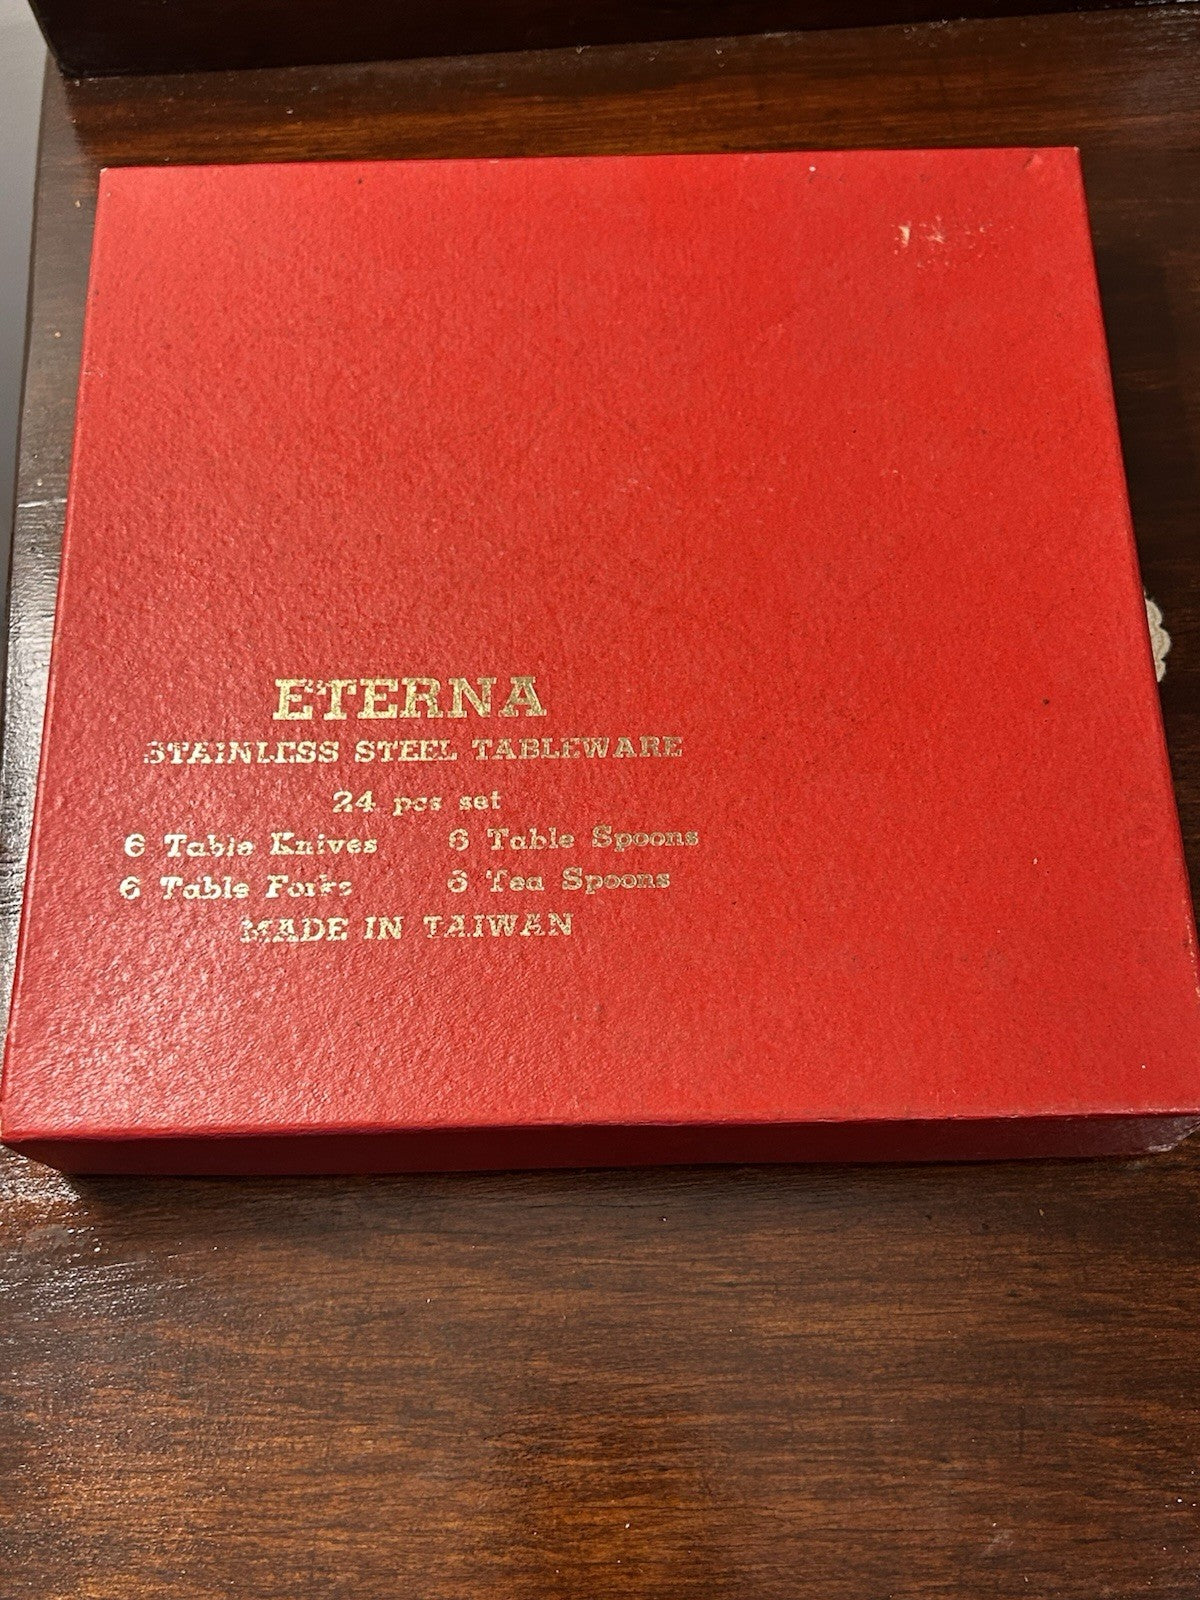 ETERNA
STAINLESS STEEL TABLEWARE
24 pcs set
6 Table Knives 6 Table Spoons
6 Table Forks 6 Tea Spoons
MADE IN TAIWAN